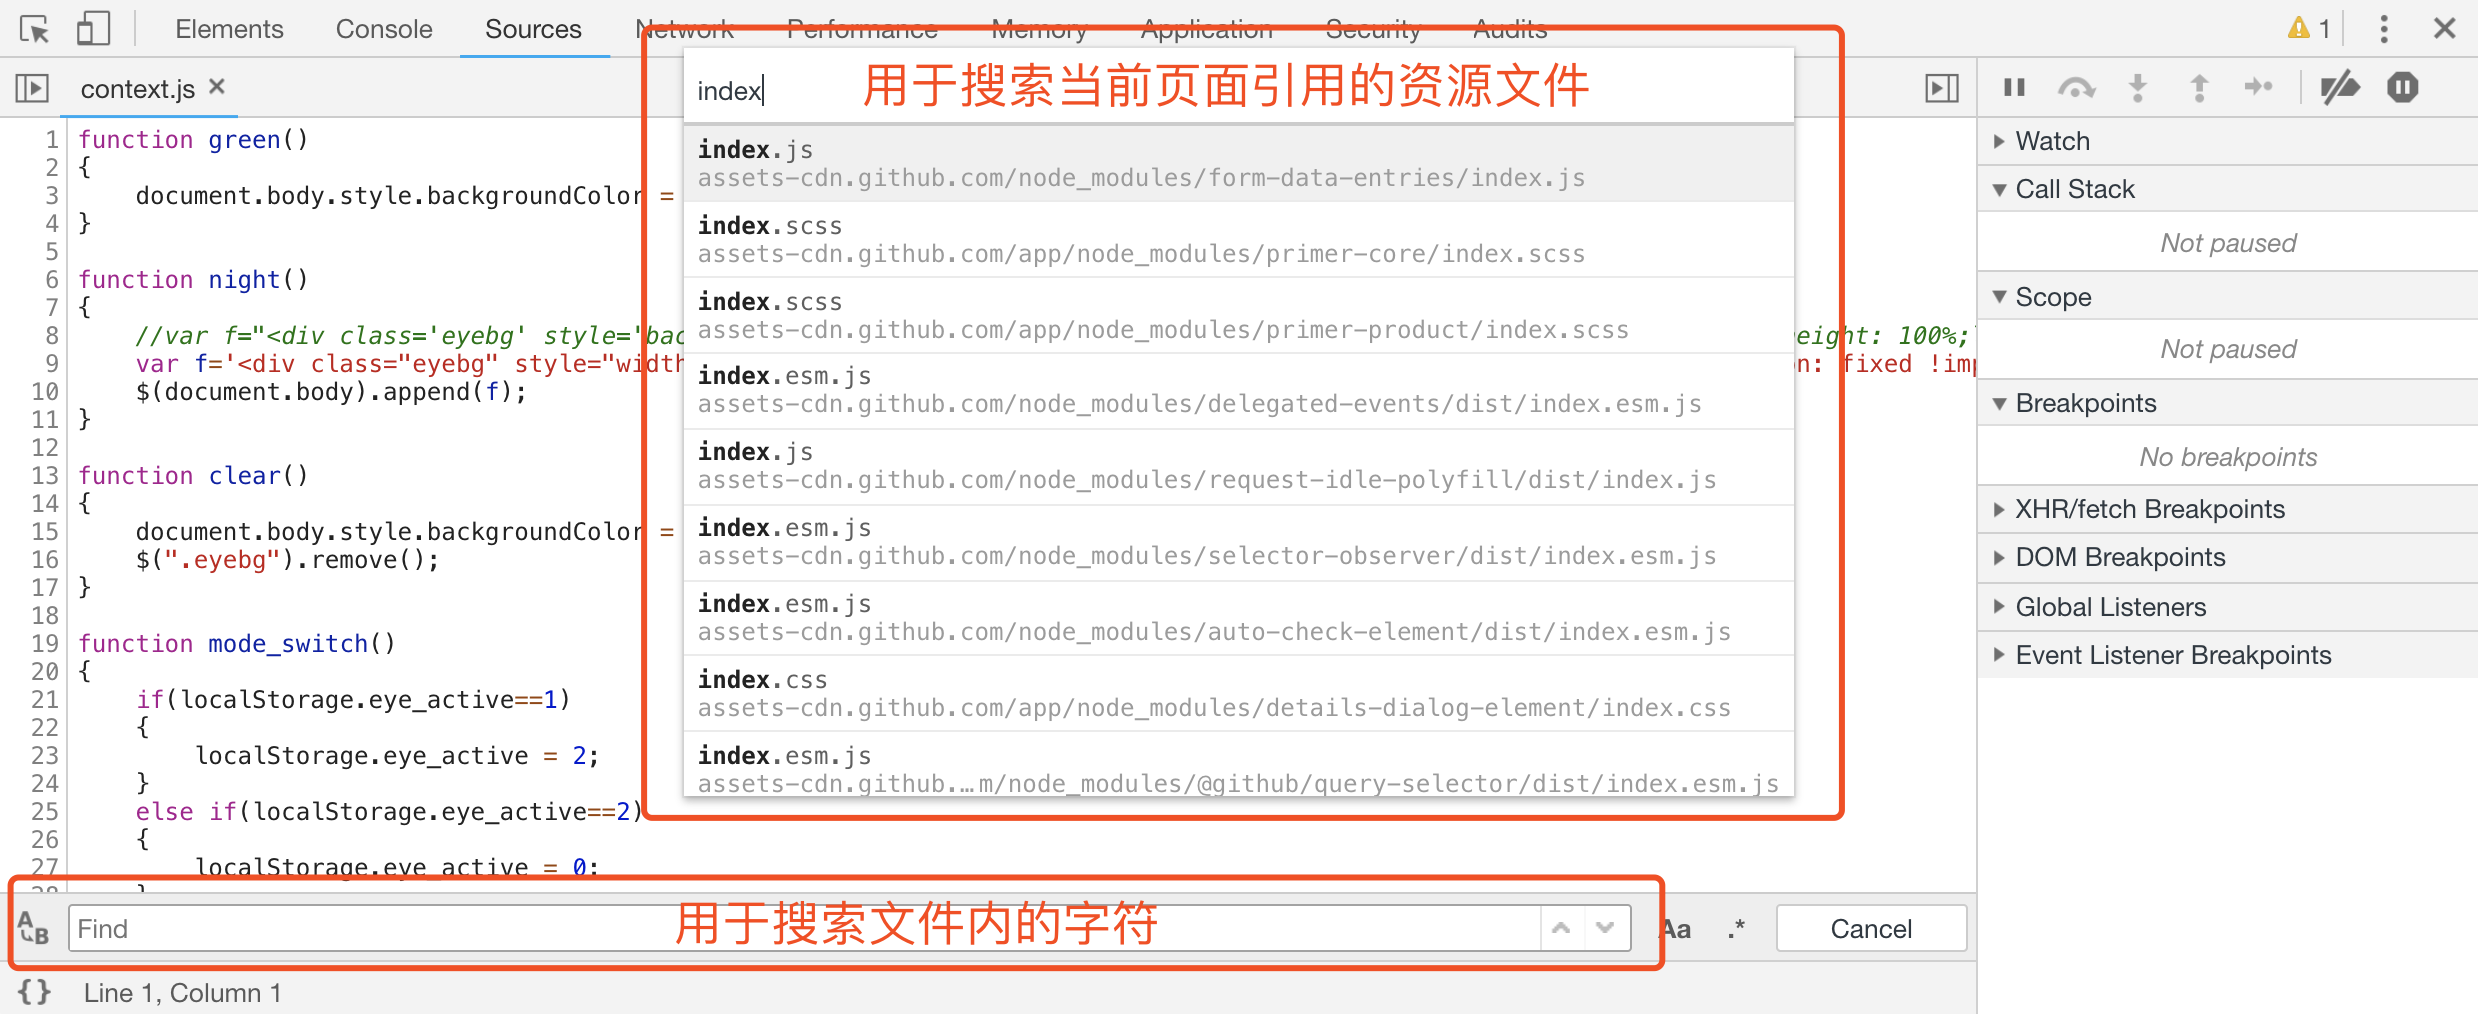 Elements Console Sources Network Performance Memory Application Security Audits 1
context.js
index
用于搜索当前页面引用的资源文件
index.js
assets-cdn.github.com/node_modules/form-data-entries/index.js
index.scss
assets-cdn.github.com/app/node_modules/primer-core/index.scss
index.scss
assets-cdn.github.com/app/node_modules/primer-product/index.scss
index.esm.js
assets-cdn.github.com/node_modules/delegated-events/dist/index.esm.js
index.js
assets-cdn.github.com/node_modules/request-idle-polyfill/dist/index.js
index.esm.js
assets-cdn.github.com/node_modules/selector-observer/dist/index.esm.js
index.esm.js
assets-cdn.github.com/node_modules/auto-check-element/dist/index.esm.js
index.css
assets-cdn.github.com/app/node_modules/details-dialog-element/index.css
index.esm.js
assets-cdn.github.…m/node_modules/@github/query-selector/dist/index.esm.js
1 function green()
2 {
3 document.body.style.backgroundColor =
4 }
5
6 function night()
7 {
8 //var f="<div class='eyebg' style='bac eight: 100%;
9 var f='<div class="eyebg" style="width n: fixed !imp
10 $(document.body).append(f);
11 }
12
13 function clear()
14 {
15 document.body.style.backgroundColor =
16 $(".eyebg").remove();
17 }
18
19 function mode_switch()
20 {
21 if(localStorage.eye_active==1)
22 {
23 localStorage.eye_active = 2;
24 }
25 else if(localStorage.eye_active==2)
26 {
27 localStorage.eye_active = 0;
28 }
Find
用于搜索文件内的字符
Aa .* Cancel
{} Line 1, Column 1
Watch
Call Stack
Not paused
Scope
Not paused
Breakpoints
No breakpoints
XHR/fetch Breakpoints
DOM Breakpoints
Global Listeners
Event Listener Breakpoints